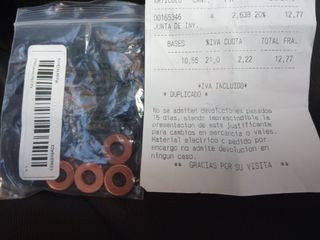 00165346 4 2,638 20% 12,77
JUNTA DE INY.
BASES %IVA CUOTA TOTAL FRA.
10,55 21,0 2,22 12,77
*IVA INCLUIDO*
* DUPLICADO *
No se admiten devoluciones pasados
15 dias, siendo imprescindible la
presentacion de este justificante
para cambios en mercancia o vales.
Material electrico o pedido por
encargo no admite devolucion en
ningun caso.
** GRACIAS POR SU VISITA **